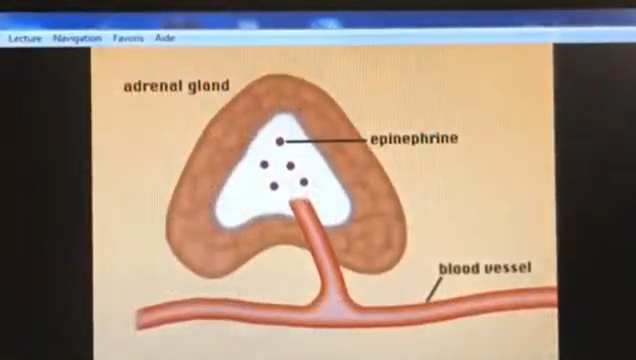 Lecture Navigation Favoris Aide
adrenal gland
epinephrine
blood vessel